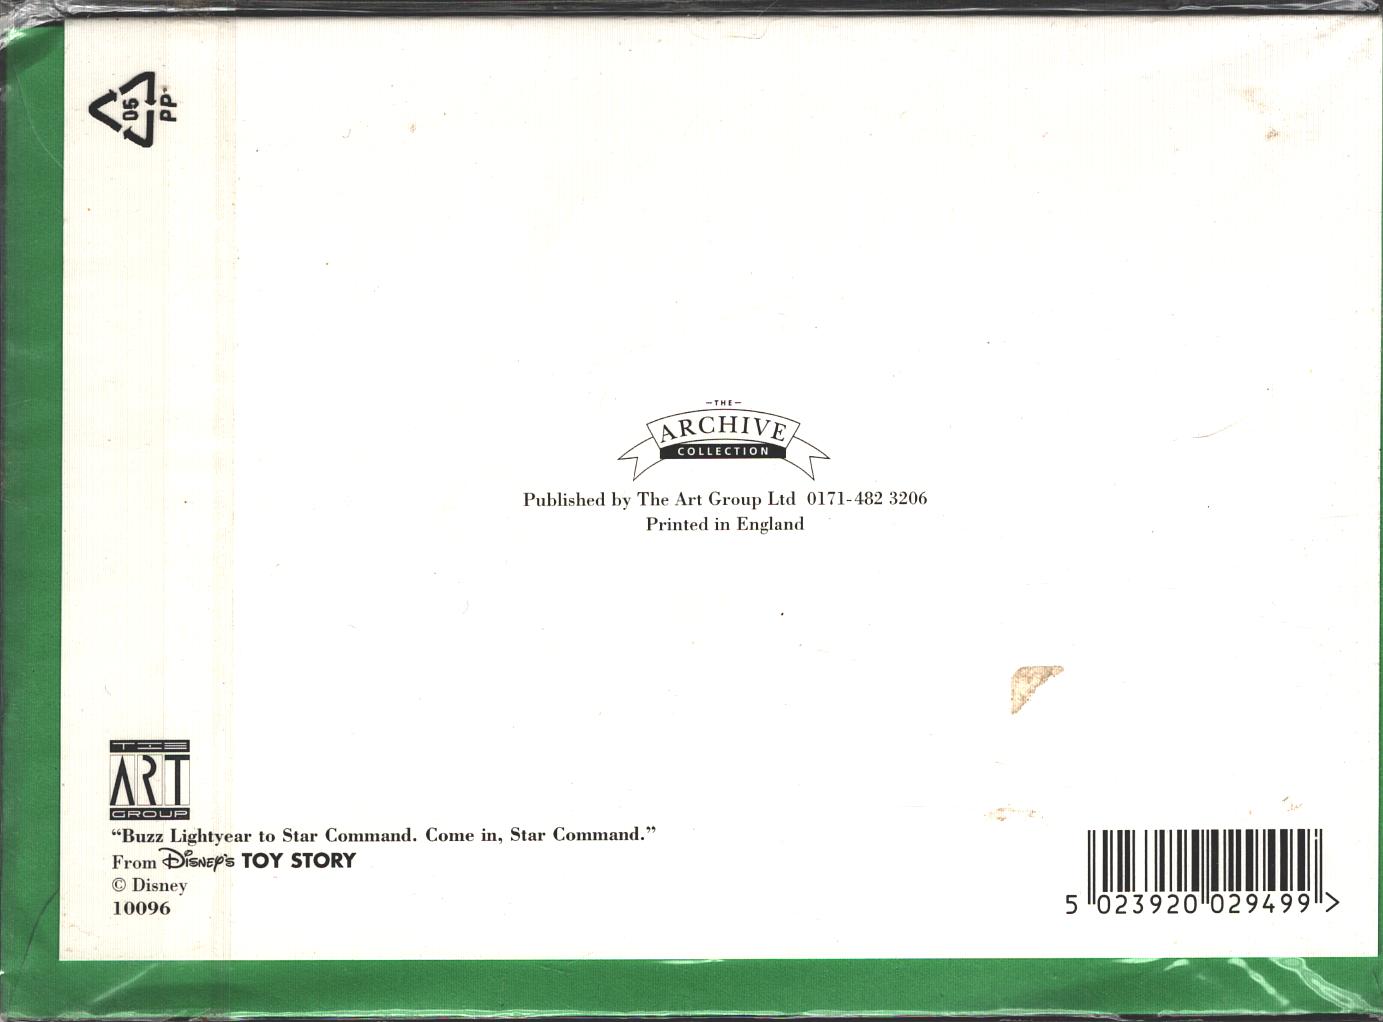 05
PP
THE
ARCHIVE
COLLECTION
Published by The Art Group Ltd 0171-482 3206
Printed in England
THE
ART
GROUP
“Buzz Lightyear to Star Command. Come in, Star Command.”
From Disney's TOY STORY
© Disney
10096
5 023920 029499 >